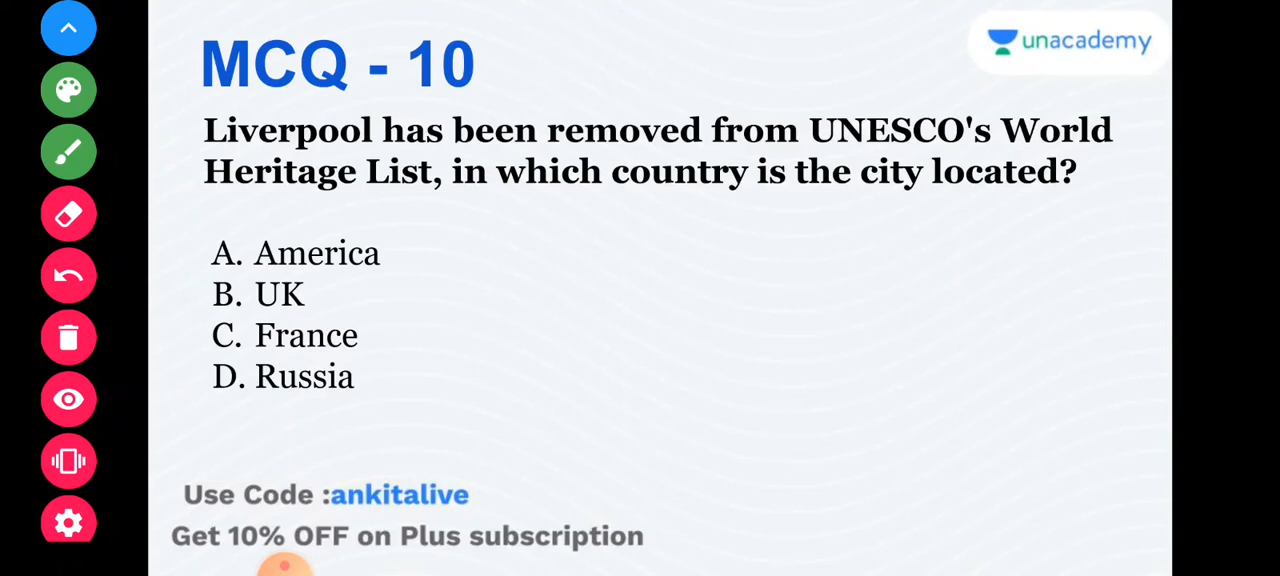 unacademy
MCQ - 10
Liverpool has been removed from UNESCO's World
Heritage List, in which country is the city located?
A. America
B. UK
C. France
D. Russia
Use Code :ankitalive
Get 10% OFF on Plus subscription